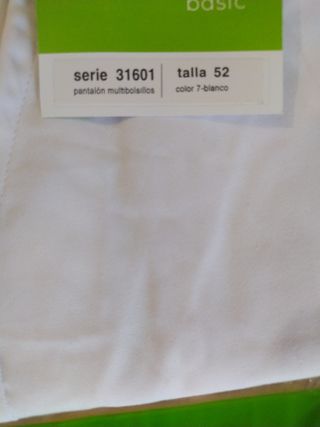 basic
serie 31601
talla 52
pantalón multibolsillos
color 7-blanco